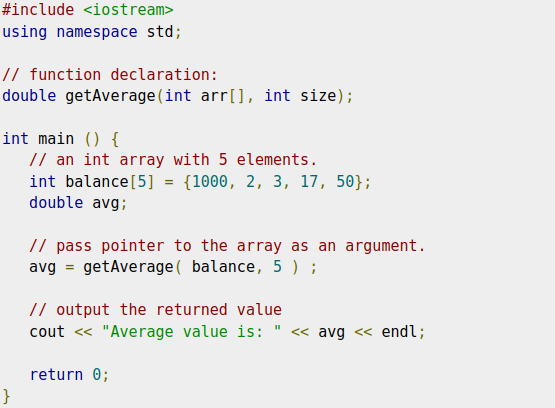 #include <iostream>
using namespace std;
// function declaration:
double getAverage(int arr[], int size);
int main () {
// an int array with 5 elements.
int balance[5] = {1000, 2, 3, 17, 50};
double avg;
// pass pointer to the array as an argument.
avg = getAverage( balance, 5 ) ;
// output the returned value
cout << "Average value is: " << avg << endl;
return 0;
}